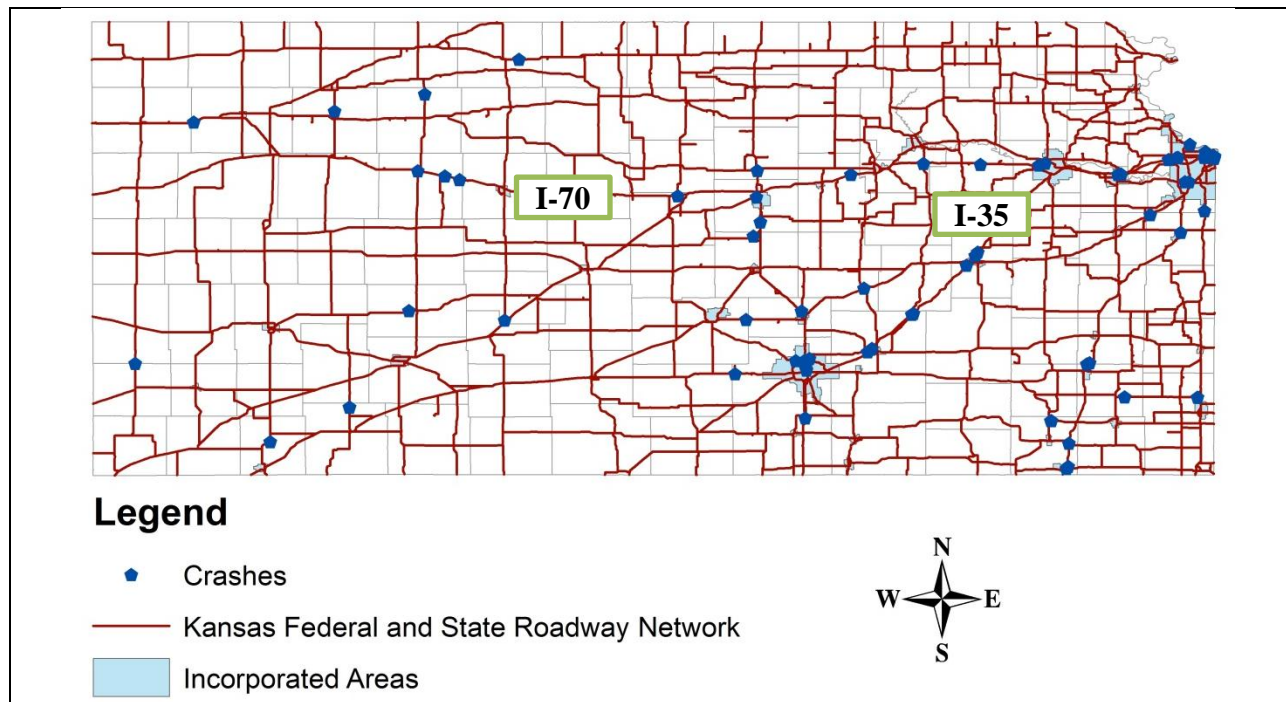 I-70
I-35
Legend
Crashes
Kansas Federal and State Roadway Network
Incorporated Areas
N
W E
S